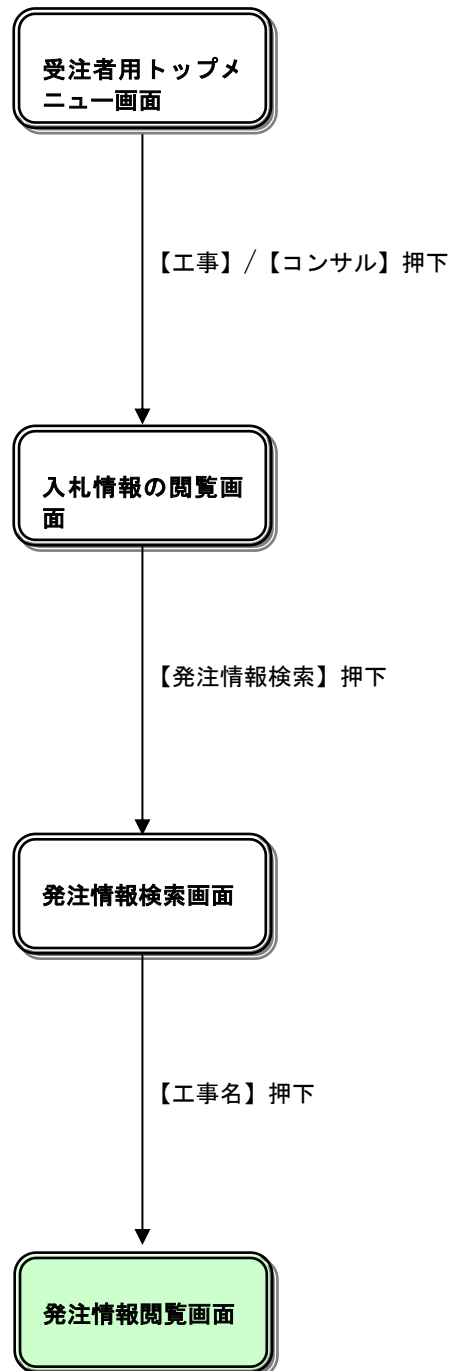 受注者用トップメ
ニュー画面
【工事】/【コンサル】押下
入札情報の閲覧画
面
【発注情報検索】押下
発注情報検索画面
【工事名】押下
発注情報閲覧画面